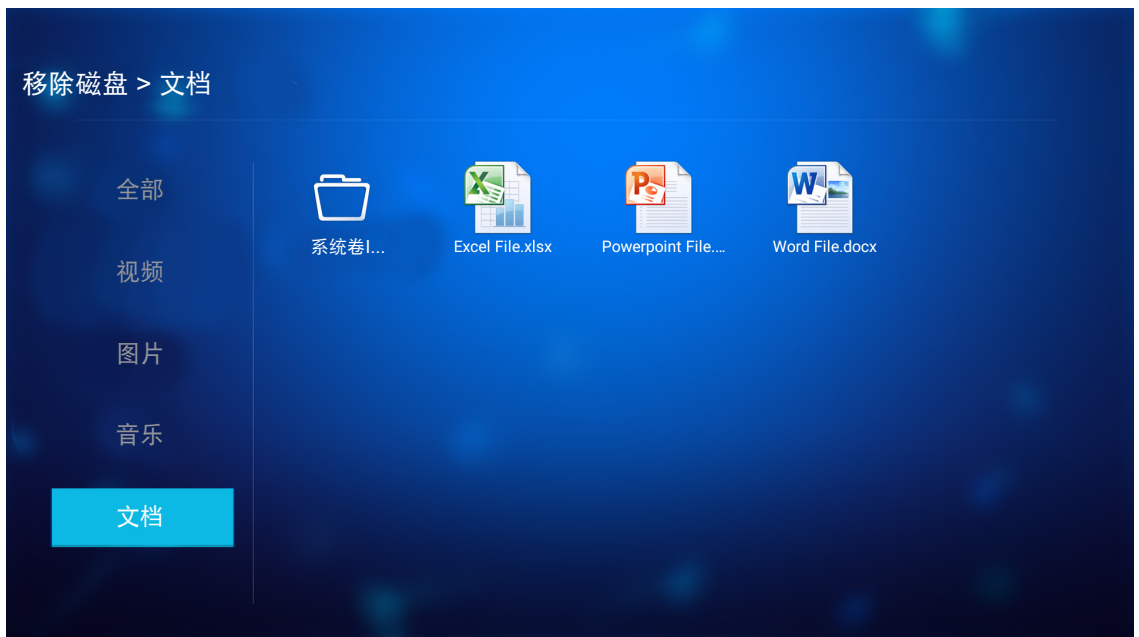 移除磁盘 > 文档
全部
视频
图片
音乐
文档
系统卷I...
Excel File.xlsx
Powerpoint File....
Word File.docx